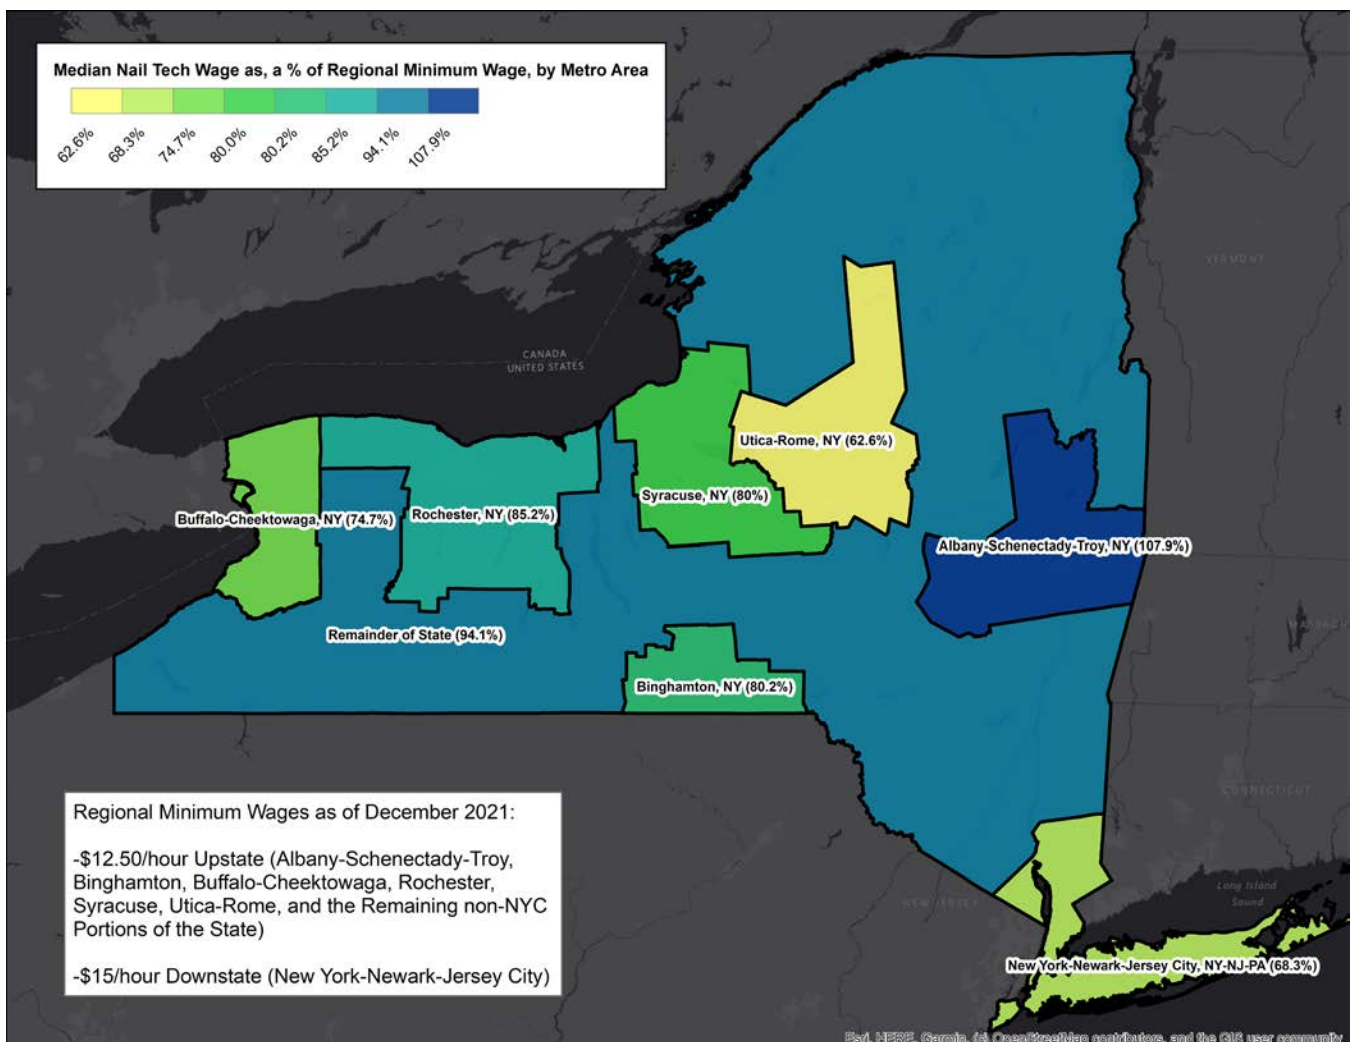 Median Nail Tech Wage as, a % of Regional Minimum Wage, by Metro Area
62.6%
68.3%
74.7%
80.0%
80.2%
85.2%
94.1%
107.9%
VERMONT
CANADA
UNITED STATES
Utica-Rome, NY (62.6%)
Syracuse, NY (80%)
Buffalo-Cheektowaga, NY (74.7%)
Rochester, NY (85.2%)
Albany-Schenectady-Troy, NY (107.9%)
Remainder of State (94.1%)
MASSACH
Binghamton, NY (80.2%)
CONNECTICUT
Regional Minimum Wages as of December 2021:
-$12.50/hour Upstate (Albany-Schenectady-Troy,
Binghamton, Buffalo-Cheektowaga, Rochester,
Syracuse, Utica-Rome, and the Remaining non-NYC
Portions of the State)
-$15/hour Downstate (New York-Newark-Jersey City)
Long Island
Sound
NEW JERSEY
New York-Newark-Jersey City, NY-NJ-PA (68.3%)
Esri, HERE, Garmin, (c) OpenStreetMap contributors, and the GIS user community